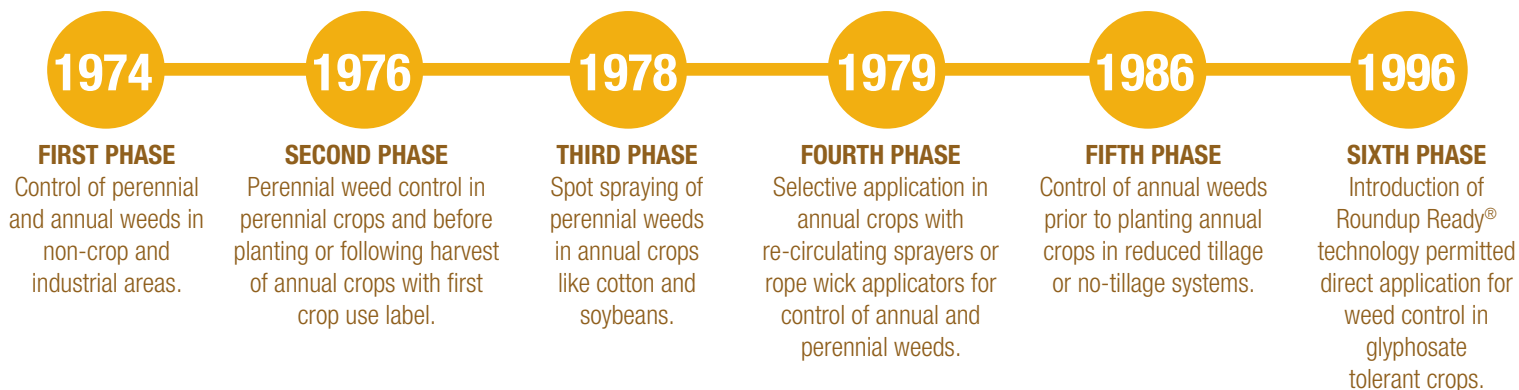 1974
FIRST PHASE
Control of perennial
and annual weeds in
non-crop and
industrial areas.
1976
SECOND PHASE
Perennial weed control in
perennial crops and before
planting or following harvest
of annual crops with first
crop use label.
1978
THIRD PHASE
Spot spraying of
perennial weeds
in annual crops
like cotton and
soybeans.
1979
FOURTH PHASE
Selective application in
annual crops with
re-circulating sprayers or
rope wick applicators for
control of annual and
perennial weeds.
1986
FIFTH PHASE
Control of annual weeds
prior to planting annual
crops in reduced tillage
or no-tillage systems.
1996
SIXTH PHASE
Introduction of
Roundup Ready®
technology permitted
direct application for
weed control in
glyphosate
tolerant crops.